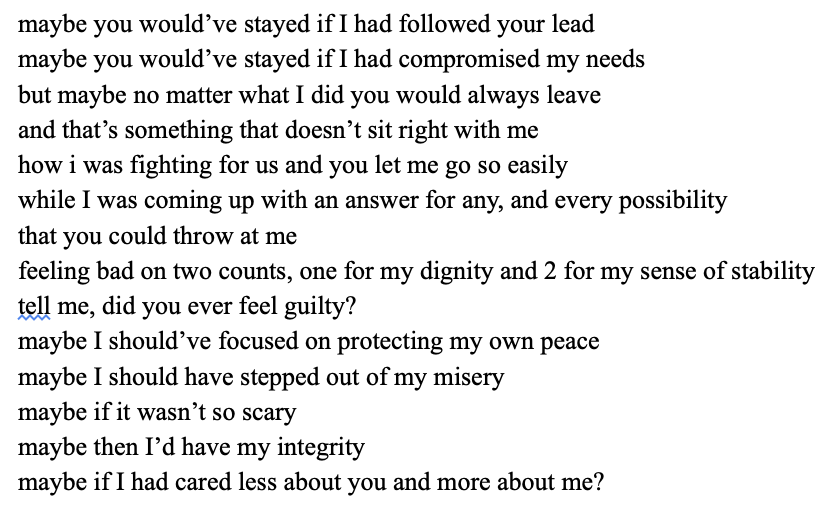 maybe you would’ve stayed if I had followed your lead
maybe you would’ve stayed if I had compromised my needs
but maybe no matter what I did you would always leave
and that’s something that doesn’t sit right with me
how i was fighting for us and you let me go so easily
while I was coming up with an answer for any, and every possibility
that you could throw at me
feeling bad on two counts, one for my dignity and 2 for my sense of stability
tell me, did you ever feel guilty?
maybe I should’ve focused on protecting my own peace
maybe I should have stepped out of my misery
maybe if it wasn’t so scary
maybe then I’d have my integrity
maybe if I had cared less about you and more about me?